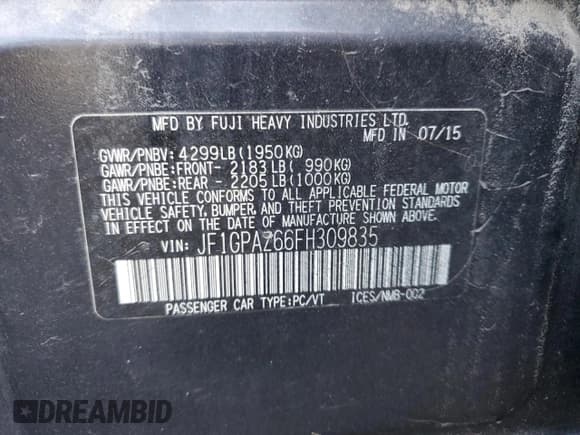 MFD BY FUJI HEAVY INDUSTRIES LTD.
MFD IN 07/15
GVWR/PNBV: 4299LB(1950KG)
GAWR/PNBE:FRONT- 2183LB( 990KG)
GAWR/PNBE:REAR - 2205LB(1000KG)
THIS VEHICLE CONFORMS TO ALL APPLICABLE FEDERAL MOTOR
VEHICLE SAFETY, BUMPER, AND THEFT PREVENTION STANDARDS
IN EFFECT ON THE DATE OF MANUFACTURE SHOWN ABOVE.
VIN: JF1GPAZ66FH309835
PASSENGER CAR TYPE:PC/VT ICES/NMB-002
DREAMBID